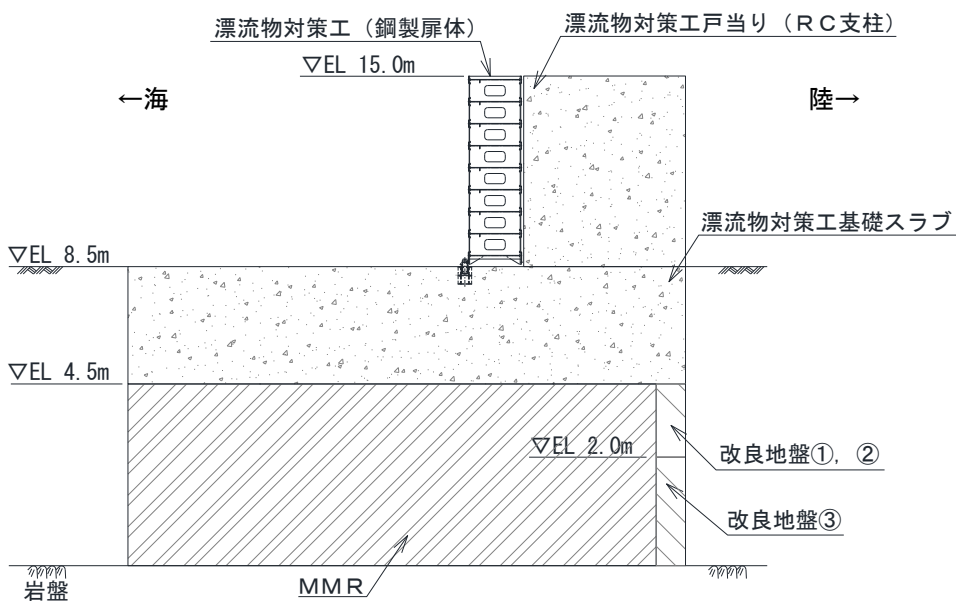 漂流物対策工（鋼製扉体）
漂流物対策工戸当り（ＲＣ支柱）
▽EL 15.0m
←海
陸→
漂流物対策工基礎スラブ
▽EL 8.5m
▽EL 4.5m
▽EL 2.0m
改良地盤①，②
改良地盤③
岩盤
ＭＭＲ